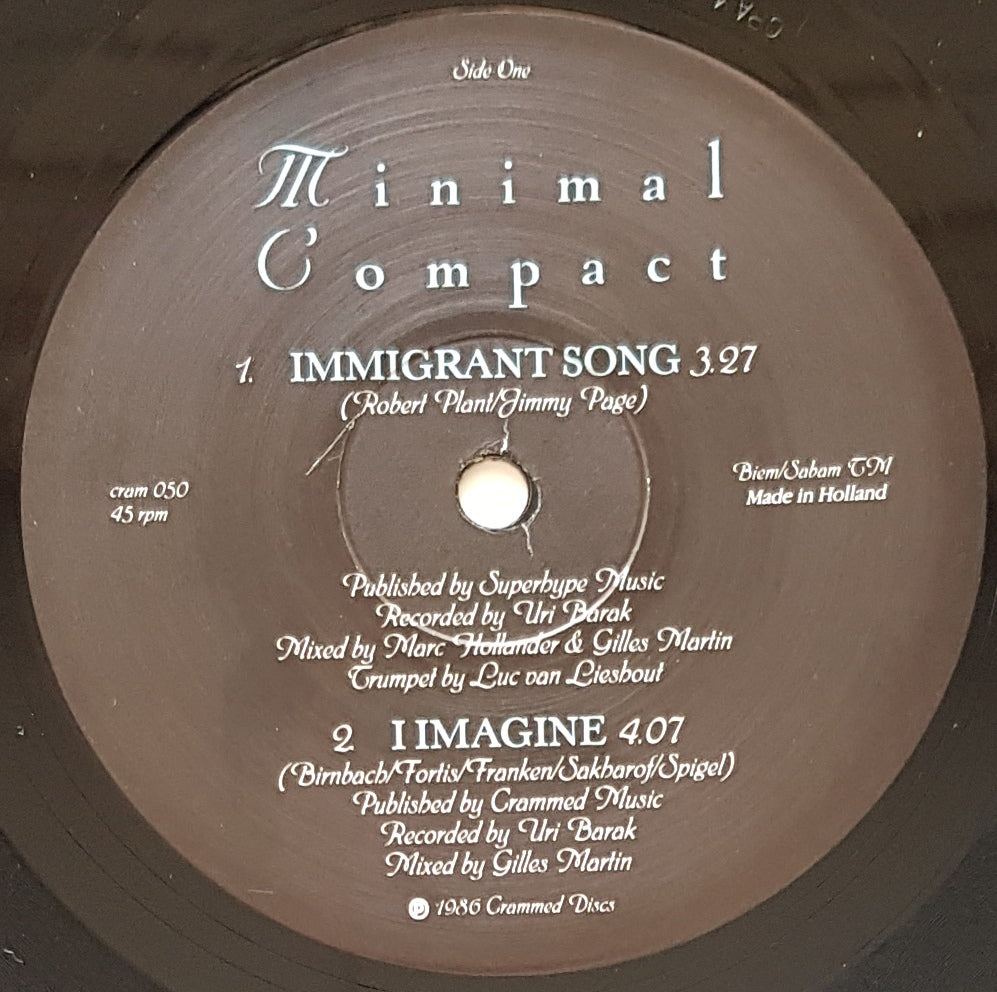 Side One
Minimal
Compact
1. IMMIGRANT SONG 3.27
(Robert Plant/Jimmy Page)
cram 050
45 rpm
Biem/Sabam TM
Made in Holland
Published by Superhype Music
Recorded by Uri Barak
Mixed by Marc Hollander & Gilles Martin
Trumpet by Luc van Lieshout
2 I IMAGINE 4.07
(Birnbach/Fortis/Franken/Sakharof/Spigel)
Published by Crammed Music
Recorded by Uri Barak
Mixed by Gilles Martin
℗ 1986 Crammed Discs